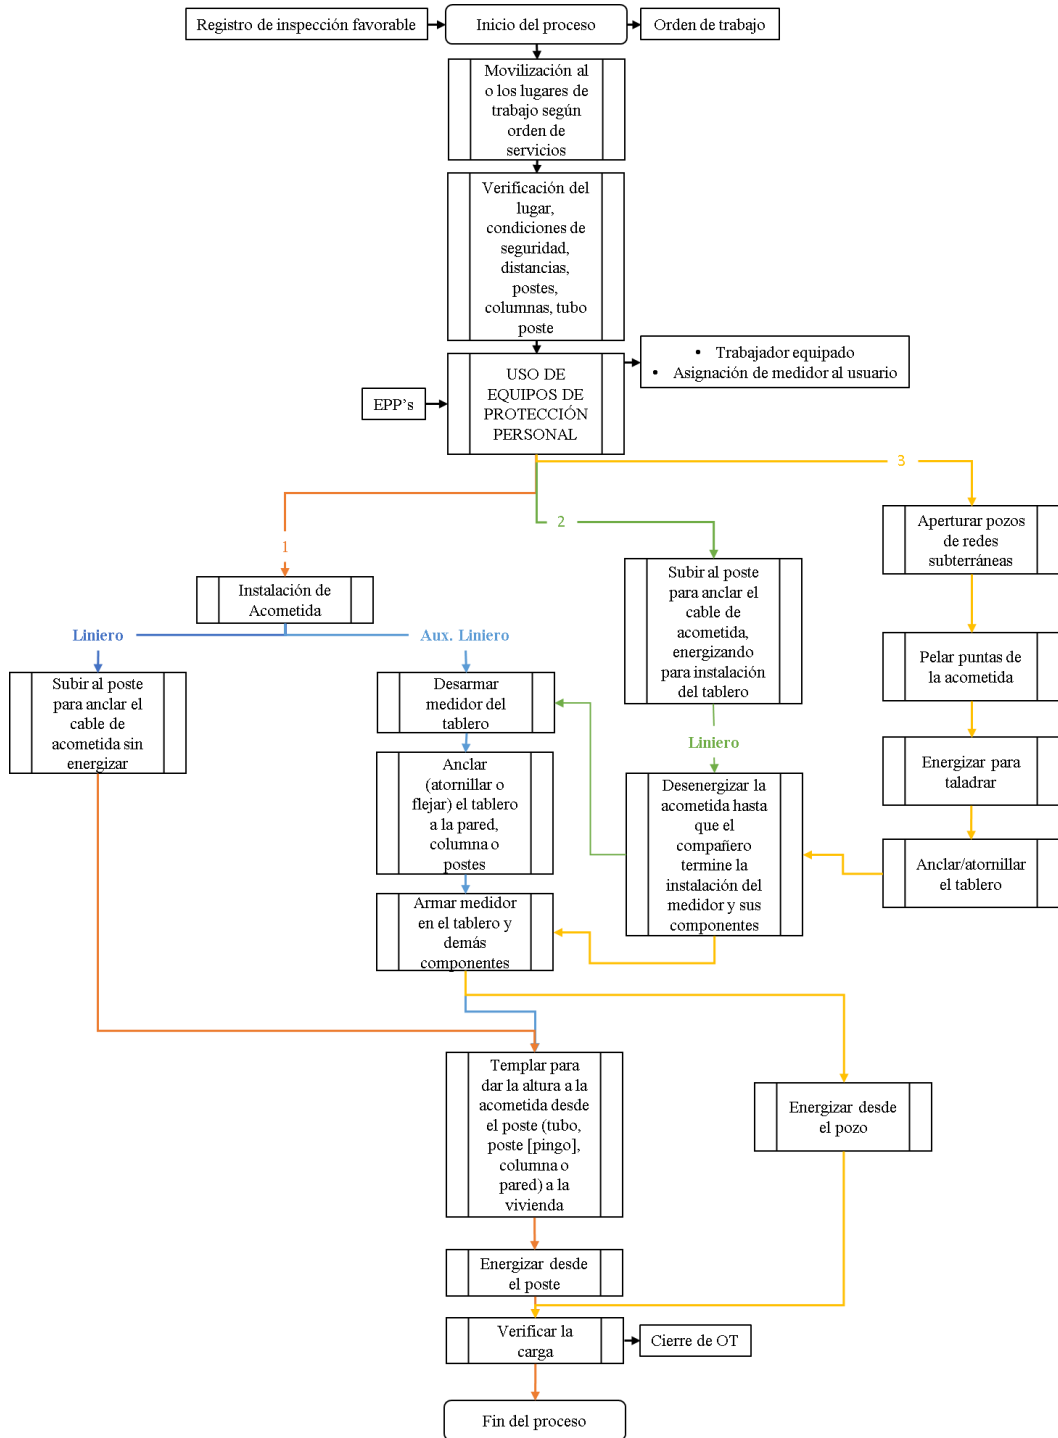 Registro de inspección favorable
Inicio del proceso
Orden de trabajo
Movilización al
o los lugares de
trabajo según
orden de
servicios
Verificación del
lugar,
condiciones de
seguridad,
distancias,
postes,
columnas, tubo
poste
• Trabajador equipado
• Asignación de medidor al usuario
EPP's
USO DE
EQUIPOS DE
PROTECCIÓN
PERSONAL
3
2
1
Aperturar pozos
de redes
subterráneas
Instalación de
Acometida
Subir al poste
para anclar el
cable de
acometida,
energizando
para instalación
del tablero
Liniero
Aux. Liniero
Pelar puntas de
la acometida
Subir al poste
para anclar el
cable de
acometida sin
energizar
Desarmar
medidor del
tablero
Liniero
Energizar para
taladrar
Anclar
(atornillar o
flejar) el tablero
a la pared,
columna o
postes
Desenergizar la
acometida hasta
que el
compañero
termine la
instalación del
medidor y sus
componentes
Anclar/atornillar
el tablero
Armar medidor
en el tablero y
demás
componentes
Templar para
dar la altura a la
acometida desde
el poste (tubo,
poste [pingo],
columna o
pared) a la
vivienda
Energizar desde
el pozo
Energizar desde
el poste
Verificar la
carga
Cierre de OT
Fin del proceso